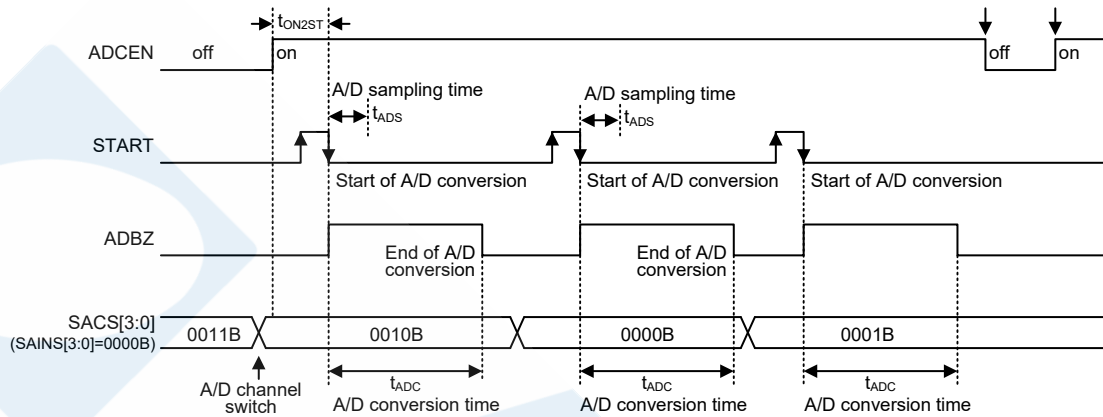 tON2ST
ADCEN off on off on
A/D sampling time A/D sampling time
tADS tADS
START
Start of A/D conversion Start of A/D conversion Start of A/D conversion
ADBZ
End of A/D conversion End of A/D conversion
SACS[3:0]
(SAINS[3:0]=0000B)
0011B 0010B 0000B 0001B
A/D channel switch
tADC tADC tADC
A/D conversion time A/D conversion time A/D conversion time